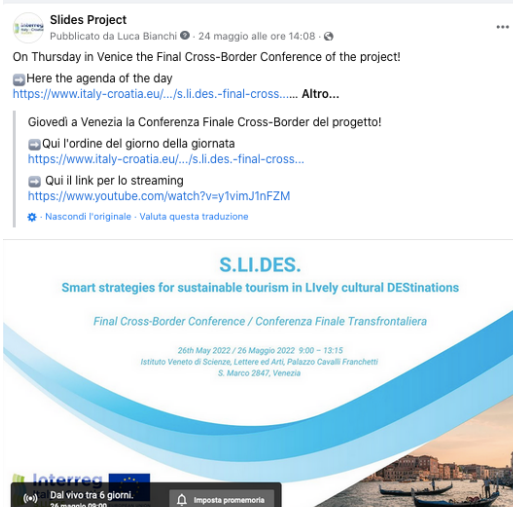 Slides Project
Pubblicato da Luca Bianchi · 24 maggio alle ore 14:08 ·
On Thursday in Venice the Final Cross-Border Conference of the project!
➡️Here the agenda of the day
https://www.italy-croatia.eu/.../s.li.des.-final-cross...... Altro...
Giovedì a Venezia la Conferenza Finale Cross-Border del progetto!
➡️Qui l'ordine del giorno della giornata
https://www.italy-croatia.eu/.../s.li.des.-final-cross...
➡️ Qui il link per lo streaming
https://www.youtube.com/watch?v=y1vimJ1nFZM
· Nascondi l'originale · Valuta questa traduzione
S.LI.DES.
Smart strategies for sustainable tourism in LIvely cultural DEStinations
Final Cross-Border Conference / Conferenza Finale Transfrontaliera
26th May 2022 / 26 Maggio 2022 9:00 – 13:15
Istituto Veneto di Scienze, Lettere ed Arti, Palazzo Cavalli Franchetti
S. Marco 2847, Venezia
Interreg
Dal vivo tra 6 giorni.
26 maggio 09:00
Imposta promemoria